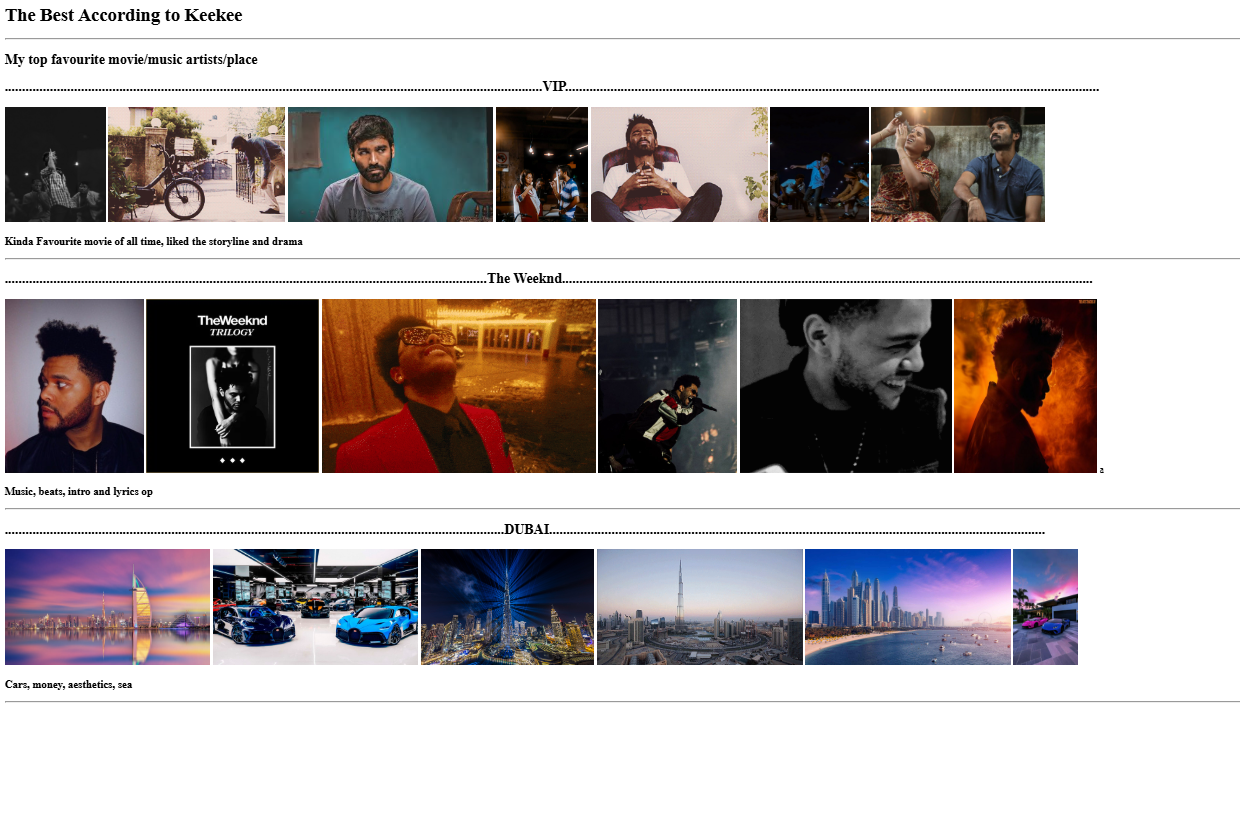 The Best According to Keekee
My top favourite movie/music artists/place
................................................................................................................................................................VIP...............................................................................................................................................................
Kinda Favourite movie of all time, liked the storyline and drama
...............................................................................................................................................The Weeknd.............................................................................................................................................................
TheWeeknd
TRILOGY
a
Music, beats, intro and lyrics op
....................................................................................................................................................DUBAI...................................................................................................................................................
Cars, money, aesthetics, sea